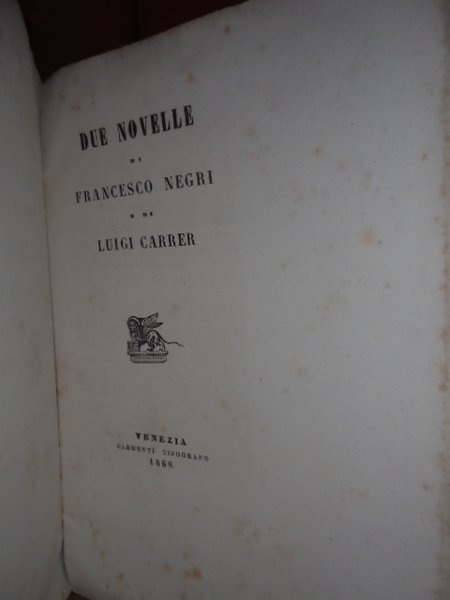 DUE NOVELLE
DI
FRANCESCO NEGRI
E DI
LUIGI CARRER
VENEZIA
CLEMENTI TIPOGRAFO
1868.